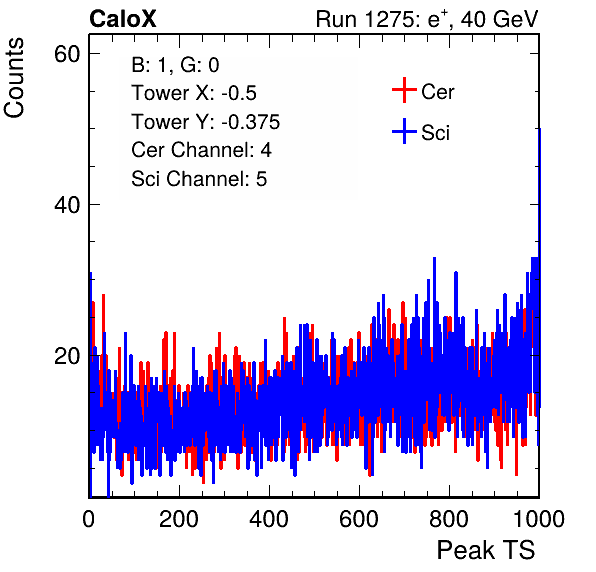 CaloX Run 1275: e⁺, 40 GeV
Counts
B: 1, G: 0
Tower X: -0.5
Tower Y: -0.375
Cer Channel: 4
Sci Channel: 5
Cer
Sci
60
40
20
0 200 400 600 800 1000
Peak TS